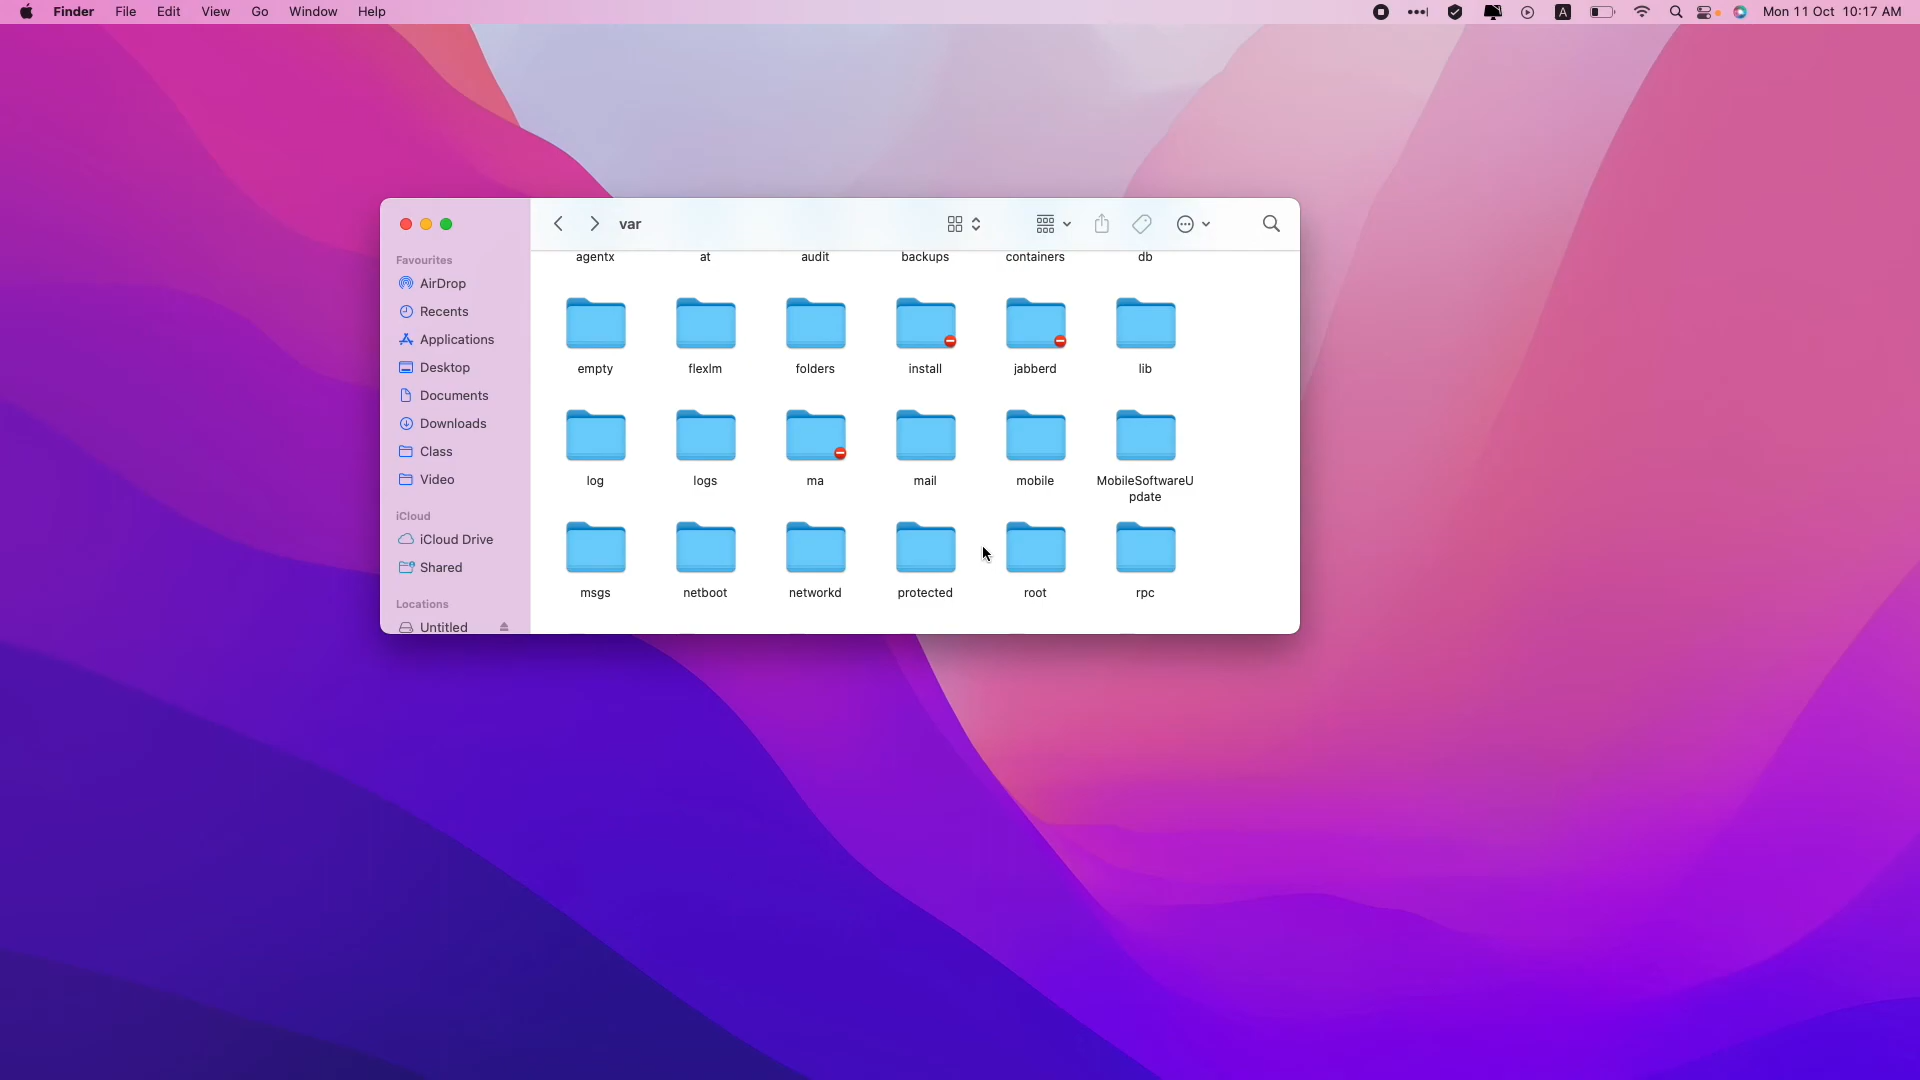 Finder File Edit View Go Window Help A Mon 11 Oct 10:17 AM
var
Favourites
AirDrop
Recents
Applications
Desktop
Documents
Downloads
Class
Video
iCloud
iCloud Drive
Shared
Locations
Untitled
agentx at audit backups containers db
empty flexlm folders install jabberd lib
log logs ma mail mobile MobileSoftwareU
pdate
msgs netboot networkd protected root rpc